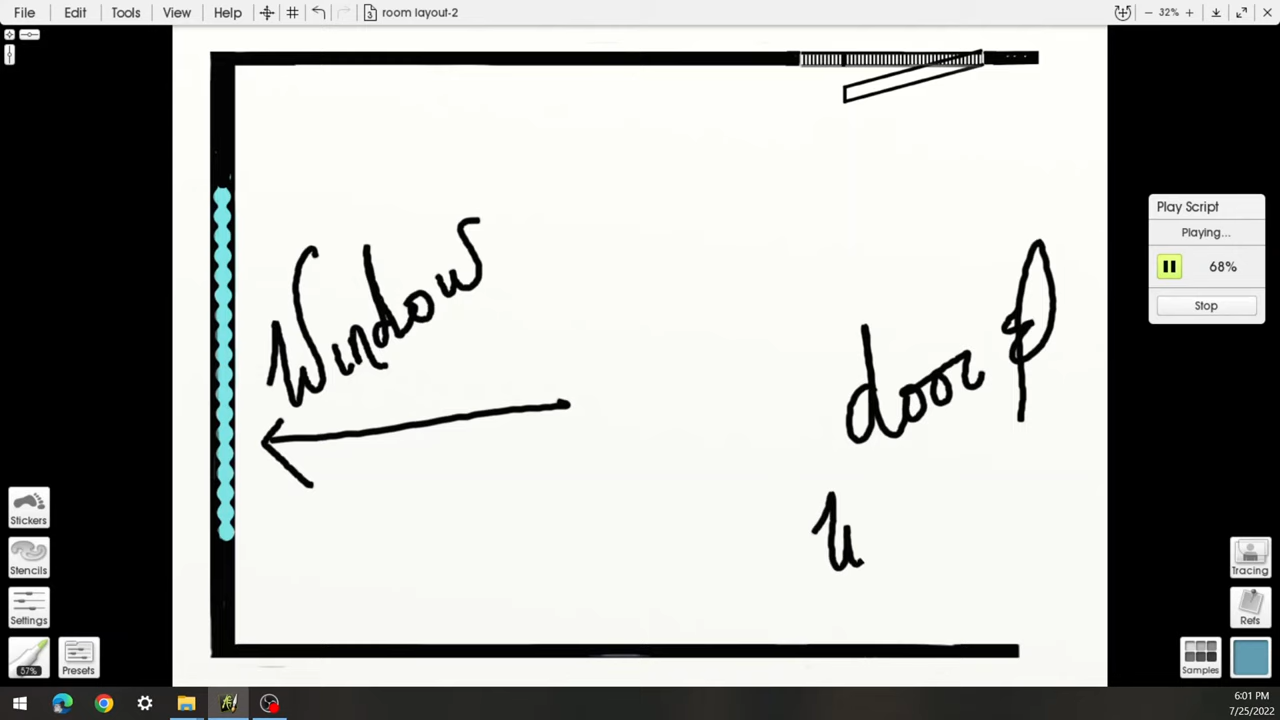 File Edit Tools View Help room layout-2 32%
Play Script
Playing...
68%
Stop
Window
door &
Stickers
Stencils
Settings
57%
Presets
Tracing
Refs
Samples
6:01 PM
7/25/2022